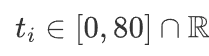 tᵢ ∈ [0, 80] ∩ ℝ